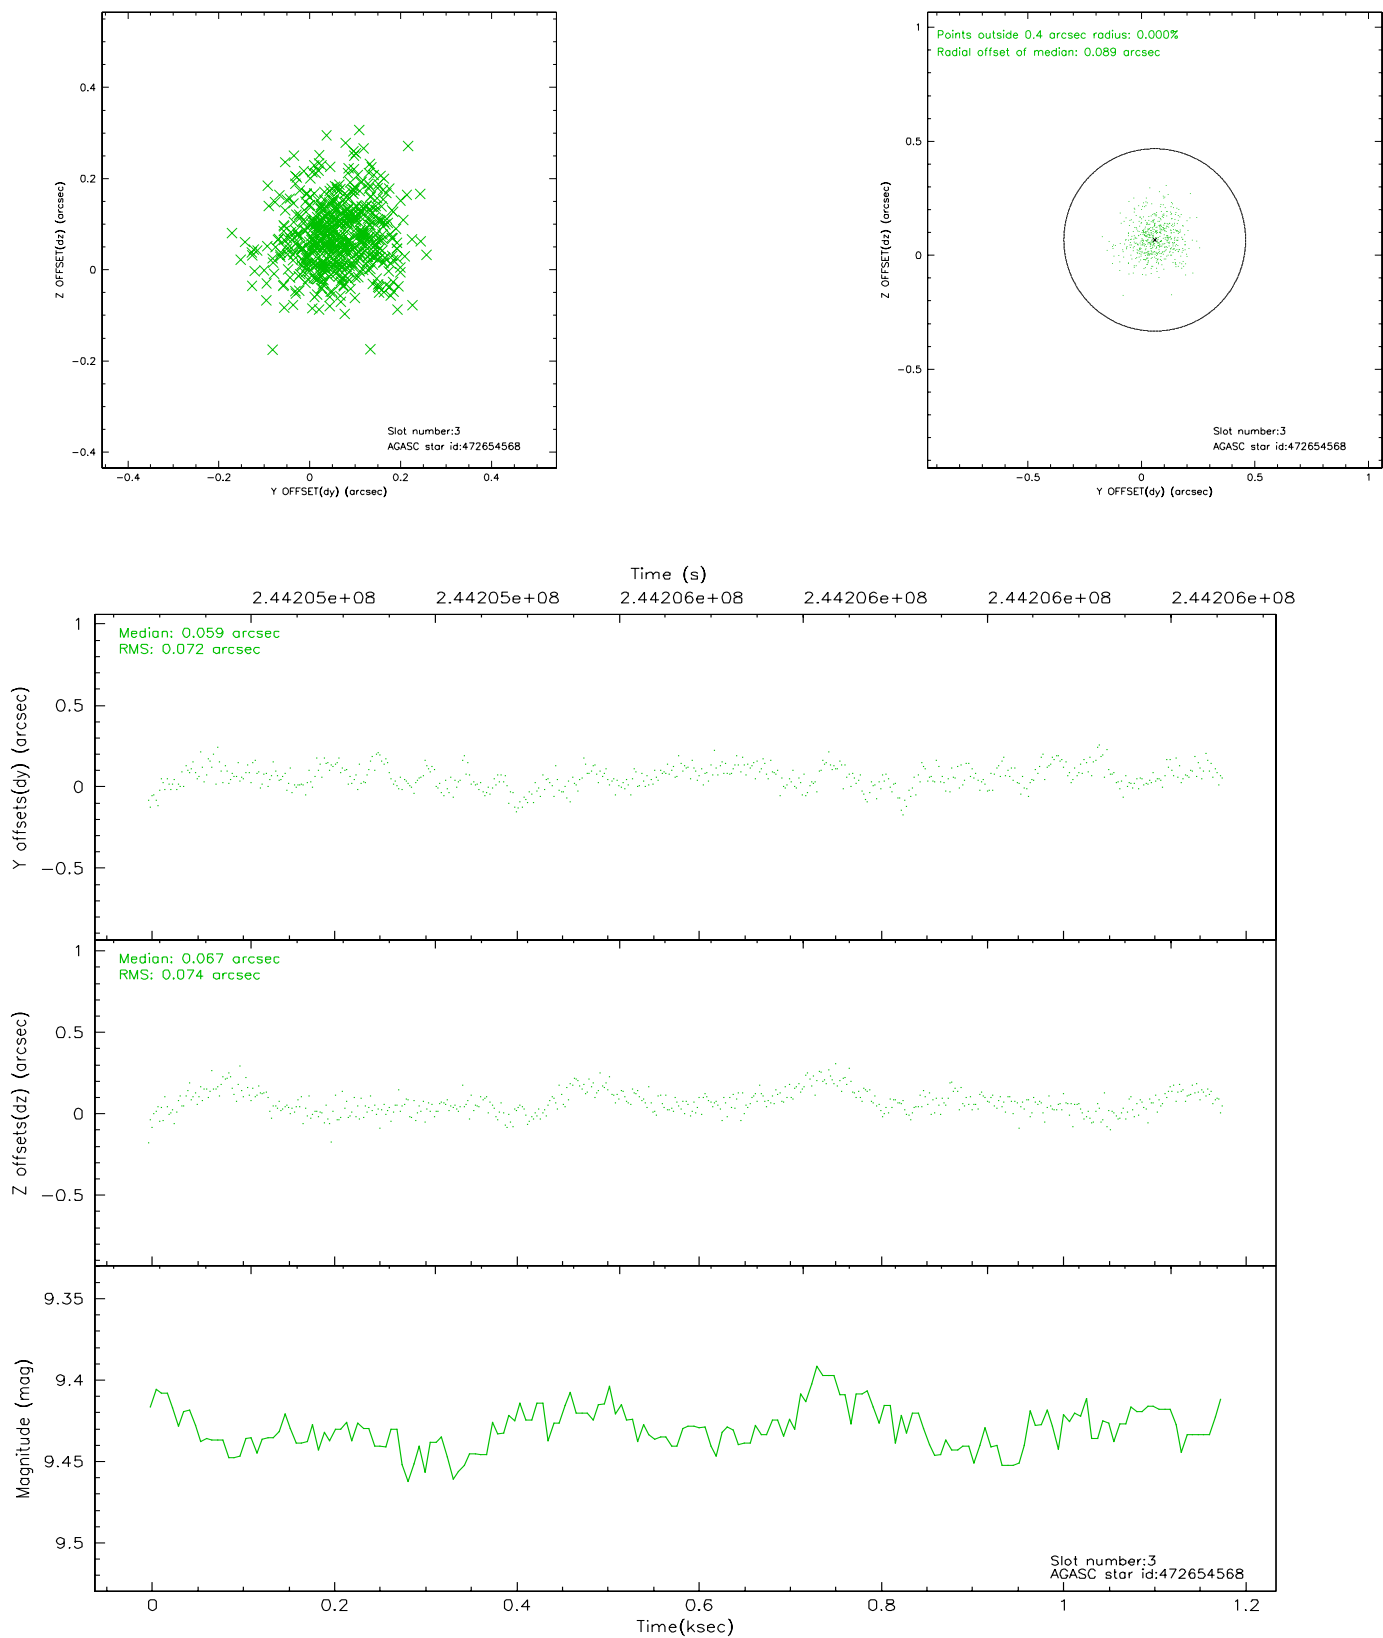 0.4
0.2
0
−0.2
−0.4
Z OFFSET(dz) (arcsec)
Slot number:3
AGASC star id:472654568
−0.4
−0.2
0
0.2
0.4
Y OFFSET(dy) (arcsec)
Points outside 0.4 arcsec radius: 0.000%
Radial offset of median: 0.089 arcsec
1
0.5
0
−0.5
Z OFFSET(dz) (arcsec)
Slot number:3
AGASC star id:472654568
−0.5
0
0.5
1
Y OFFSET(dy) (arcsec)
Time (s)
2.44205e+08
2.44205e+08
2.44206e+08
2.44206e+08
2.44206e+08
2.44206e+08
Median: 0.059 arcsec
RMS: 0.072 arcsec
1
0.5
0
−0.5
Y offsets(dy) (arcsec)
Median: 0.067 arcsec
RMS: 0.074 arcsec
1
0.5
0
−0.5
Z offsets(dz) (arcsec)
9.35
9.4
9.45
9.5
Magnitude (mag)
Slot number:3
AGASC star id:472654568
0
0.2
0.4
0.6
0.8
1
1.2
Time(ksec)